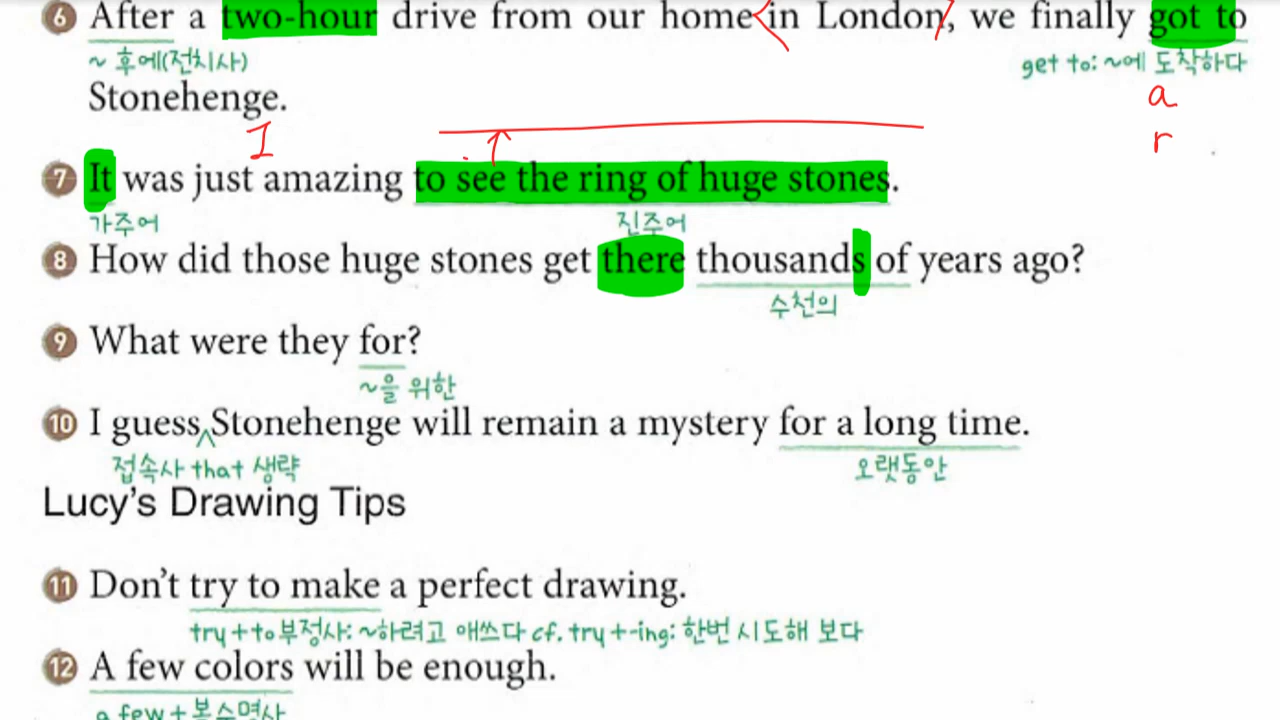 6 After a two-hour drive from our home in London, we finally got to
~ 후에(전치사) get to: ~에 도착하다
Stonehenge.
a
I
r
7 It was just amazing to see the ring of huge stones.
가주어 진주어
8 How did those huge stones get there thousands of years ago?
수천의
9 What were they for?
~을 위한
10 I guess Stonehenge will remain a mystery for a long time.
접속사 that 생략 오랫동안
Lucy's Drawing Tips
11 Don't try to make a perfect drawing.
try+to부정사: ~하려고 애쓰다 cf. try+-ing: 한번 시도해 보다
12 A few colors will be enough.
a few + 복수명사